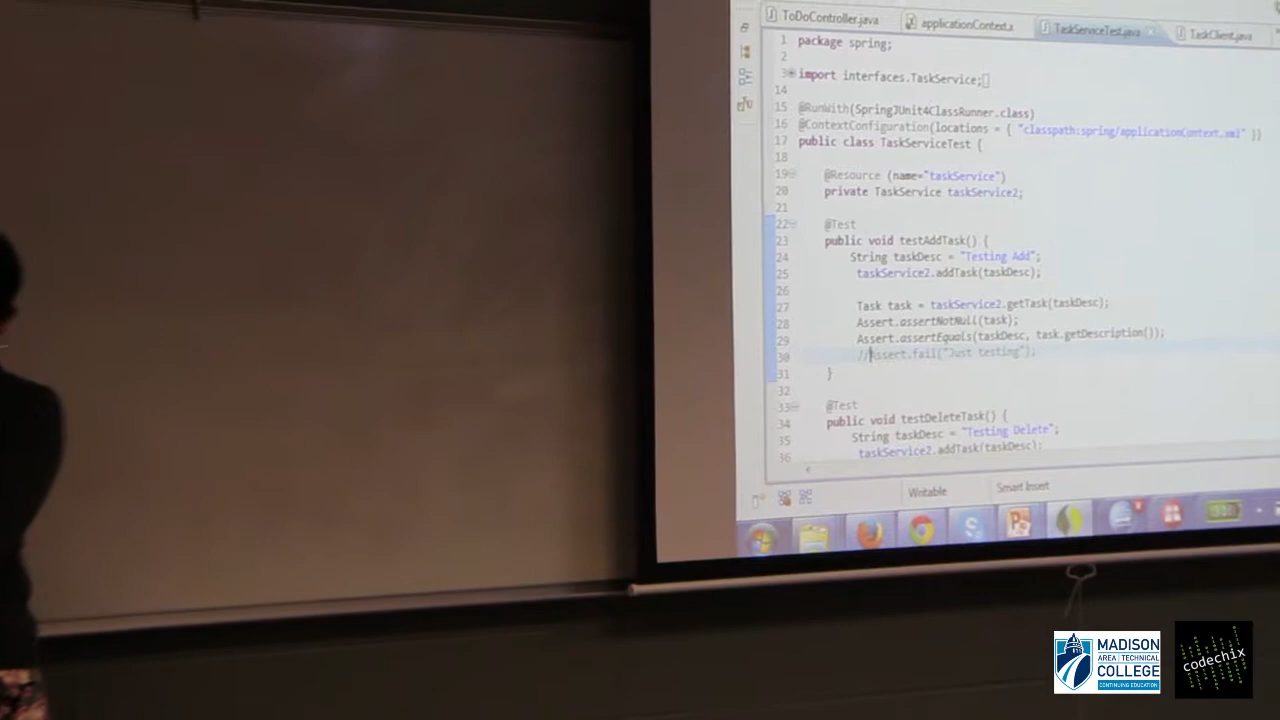 ToDoController.java applicationContext.x TaskServiceTest.java TaskClient.java
1 package spring;
2
3 import interfaces.TaskService;
14
15 @RunWith(SpringJUnit4ClassRunner.class)
16 @ContextConfiguration(locations = { "classpath:spring/applicationContext.xml" })
17 public class TaskServiceTest {
18
19 @Resource (name="taskService")
20 private TaskService taskService2;
21
22 @Test
23 public void testAddTask() {
24 String taskDesc = "Testing Add";
25 taskService2.addTask(taskDesc);
26
27 Task task = taskService2.getTask(taskDesc);
28 Assert.assertNotNull(task);
29 Assert.assertEquals(taskDesc, task.getDescription());
30 //Assert.fail("Just testing");
31 }
32
33 @Test
34 public void testDeleteTask() {
35 String taskDesc = "Testing Delete";
36 taskService2.addTask(taskDesc);
Writable Smart Insert
MADISON
AREA TECHNICAL
COLLEGE
CONTINUING EDUCATION
codechix